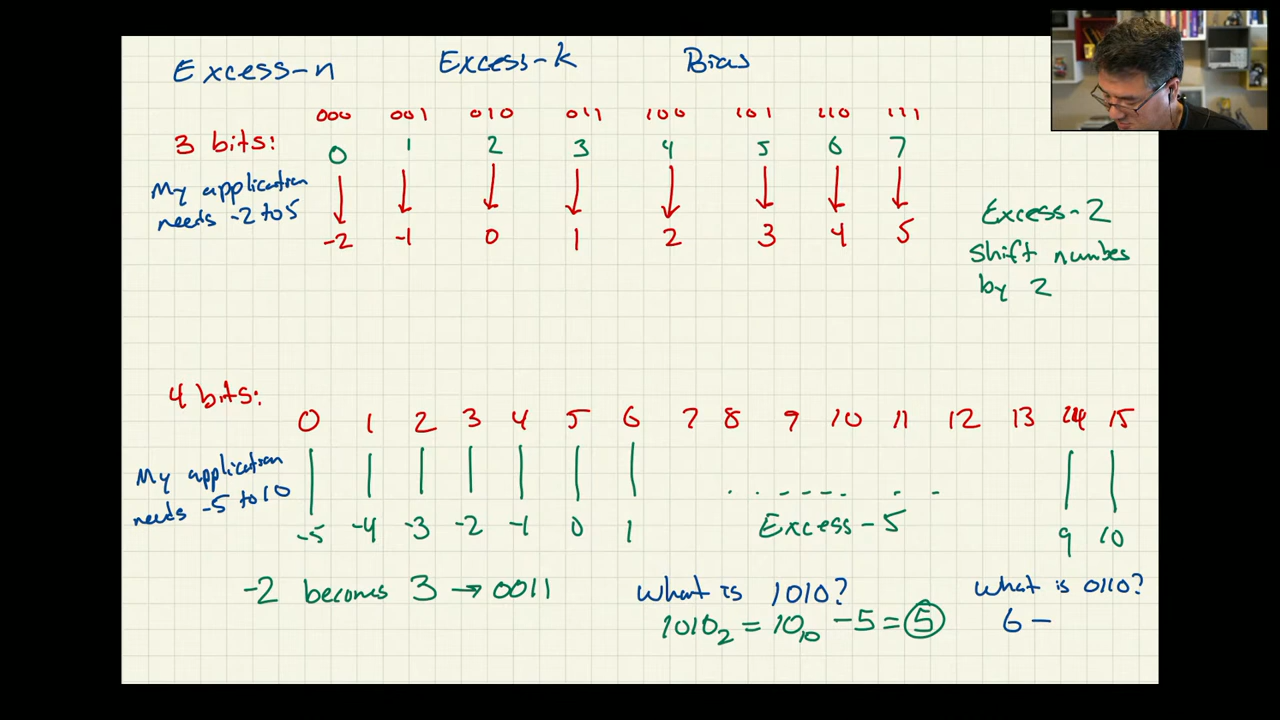 Excess-n Excess-k Bias
000 001 010 011 100 101 110 111
3 bits: 0 1 2 3 4 5 6 7
My application
needs -2 to 5
-2 -1 0 1 2 3 4 5
Excess-2
Shift number
by 2
4 bits:
0 1 2 3 4 5 6 7 8 9 10 11 12 13 14 15
My application
needs -5 to 10
-5 -4 -3 -2 -1 0 1 Excess-5 9 10
-2 becomes 3 → 0011
What is 1010?
1010₂ = 10₁₀ - 5 = 5
What is 0110?
6 -